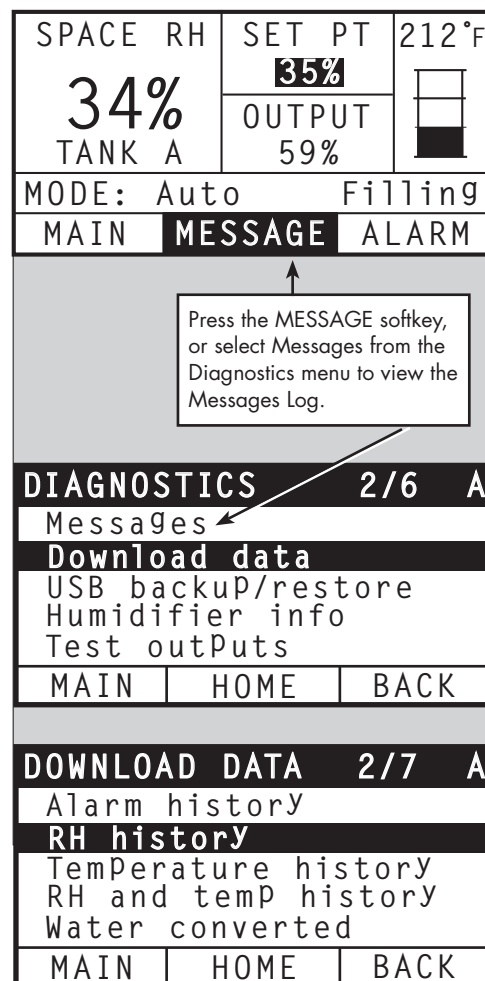 SPACE RH
34%
TANK A
SET PT
35%
OUTPUT
59%
212°F
MODE: Auto Filling
MAIN MESSAGE ALARM
Press the MESSAGE softkey,
or select Messages from the
Diagnostics menu to view the
Messages Log.
DIAGNOSTICS 2/6 A
Messages
Download data
USB backup/restore
Humidifier info
Test outputs
MAIN HOME BACK
DOWNLOAD DATA 2/7 A
Alarm history
RH history
Temperature history
RH and temp history
Water converted
MAIN HOME BACK